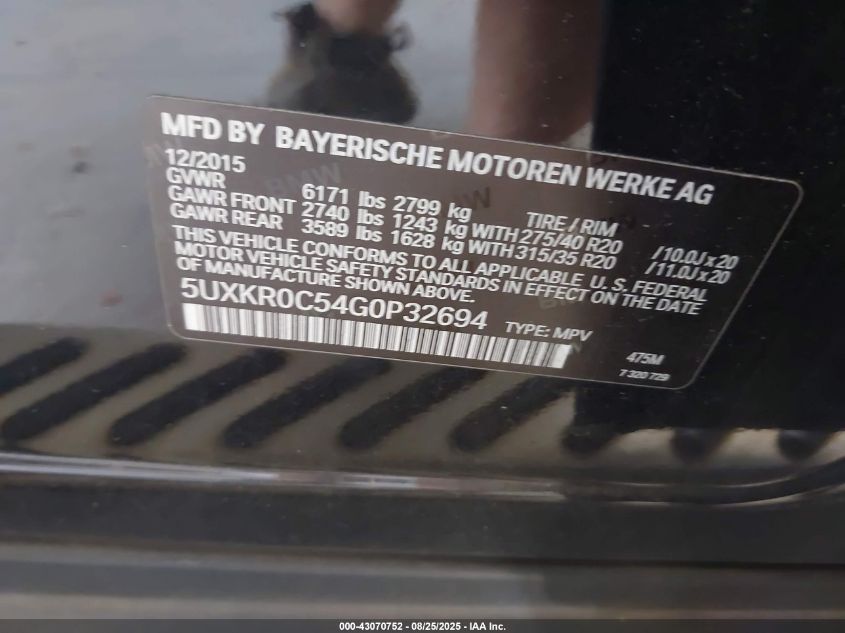 MFD BY BAYERISCHE MOTOREN WERKE AG
12/2015
GVWR 6171 lbs 2799 kg TIRE / RIM
GAWR FRONT 2740 lbs 1243 kg WITH 275/40 R20 /10.0J x 20
GAWR REAR 3589 lbs 1628 kg WITH 315/35 R20 /11.0J x 20
THIS VEHICLE CONFORMS TO ALL APPLICABLE U. S. FEDERAL
MOTOR VEHICLE SAFETY STANDARDS IN EFFECT ON THE DATE
OF MANUFACTURE SHOWN ABOVE.
5UXKR0C54G0P32694 TYPE: MPV
475M
7 320 729
000-43070752 - 08/25/2025 - IAA Inc.